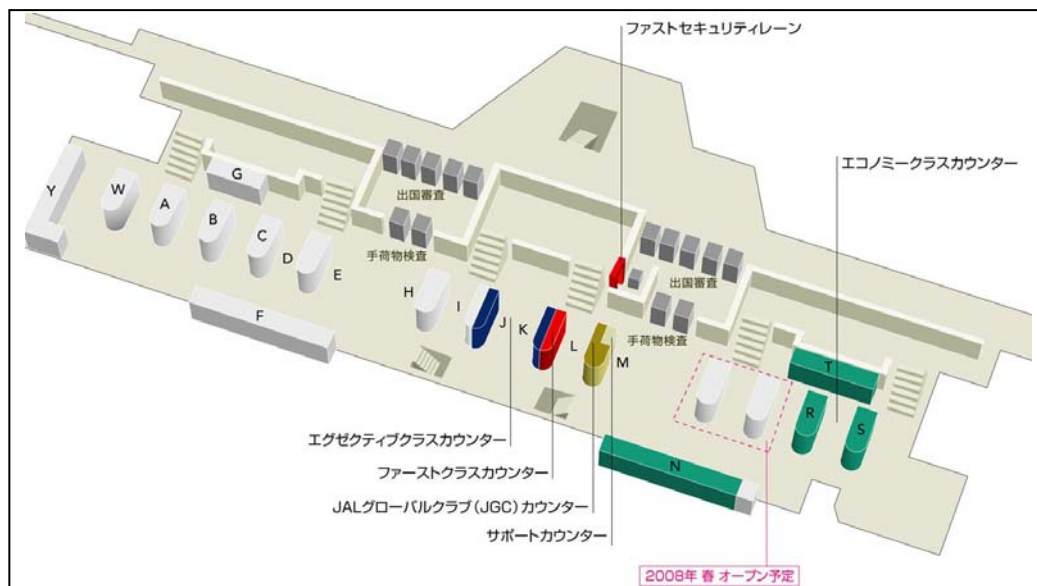 ファストセキュリティレーン
エコノミークラスカウンター
出国審査
手荷物検査
出国審査
手荷物検査
Y
W
A
B
G
C
D
E
F
H
I
J
K
L
M
N
T
R
S
エグゼクティブクラスカウンター
ファーストクラスカウンター
JALグローバルクラブ(JGC)カウンター
サポートカウンター
2008年 春 オープン予定